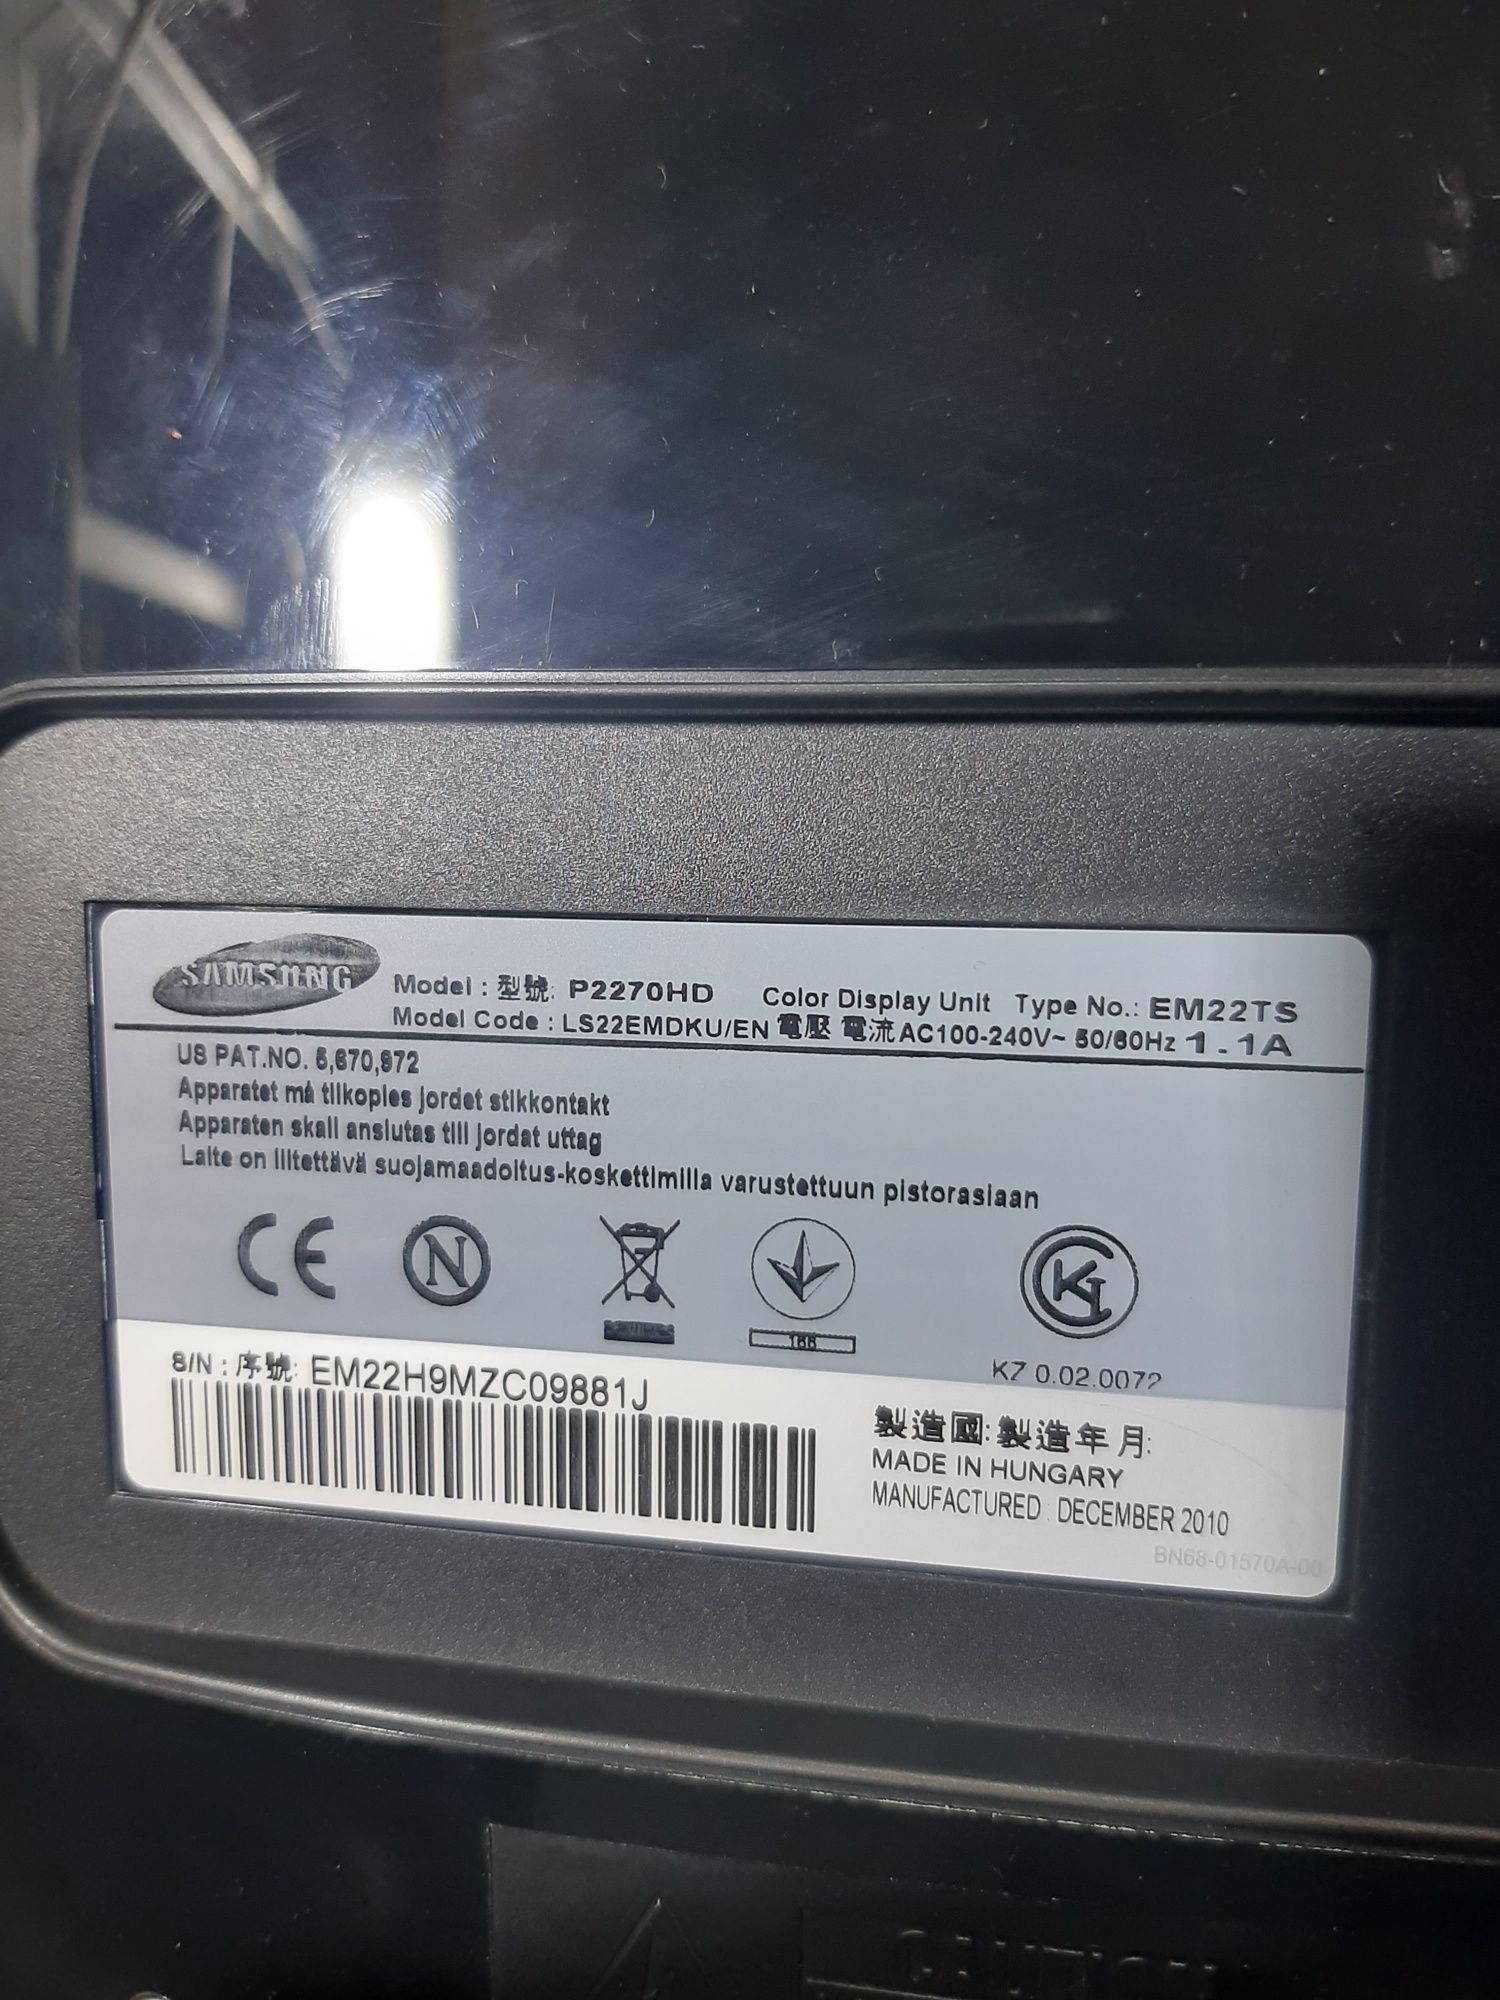 SAMSUNG
Model : 型號: P2270HD Color Display Unit Type No.: EM22TS
Model Code : LS22EMDKU/EN 電壓 電流 AC100-240V~ 50/60Hz 1.1A
US PAT.NO. 5,670,972
Apparatet må tilkoples jordet stikkontakt
Apparaten skall anslutas till jordat uttag
Laite on liitettävä suojamaadoitus-koskettimilla varustettuun pistorasiaan
CE N
166
KZ 0.02.0072
S/N : 序號: EM22H9MZC09881J
製造國: 製造年月:
MADE IN HUNGARY
MANUFACTURED : DECEMBER 2010
BN68-01570A-00
CAUTION